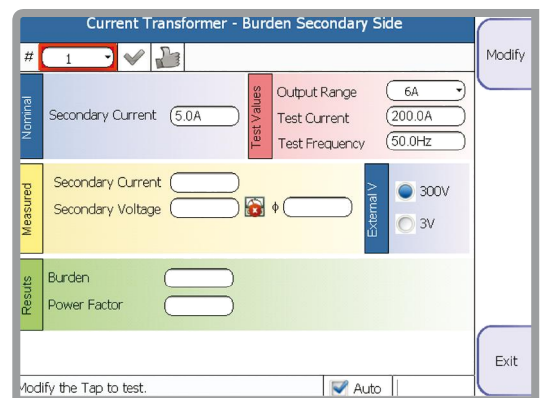 Current Transformer - Burden Secondary Side
# 1
Modify
Nominal
Secondary Current 5.0A
Test Values
Output Range 6A
Test Current 200.0A
Test Frequency 50.0Hz
Measured
Secondary Current
Secondary Voltage ϕ
External V
300V
3V
Resuts
Burden
Power Factor
Exit
Modify the Tap to test.
Auto